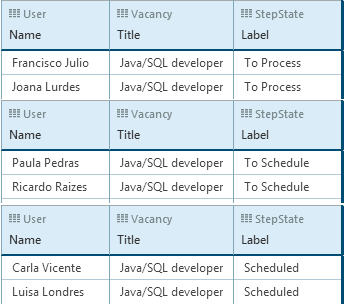 User Vacancy StepState
Name Title Label
Francisco Julio Java/SQL developer To Process
Joana Lurdes Java/SQL developer To Process
User Vacancy StepState
Name Title Label
Paula Pedras Java/SQL developer To Schedule
Ricardo Raizes Java/SQL developer To Schedule
User Vacancy StepState
Name Title Label
Carla Vicente Java/SQL developer Scheduled
Luisa Londres Java/SQL developer Scheduled